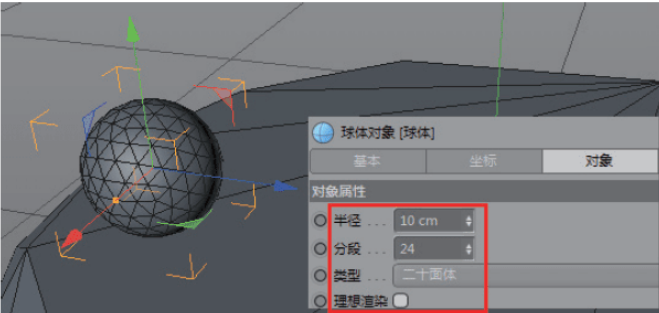 球体对象 [球体]
基本 坐标 对象
对象属性
半径 . . . 10 cm
分段 . . . 24
类型 . . . 二十面体
理想渲染